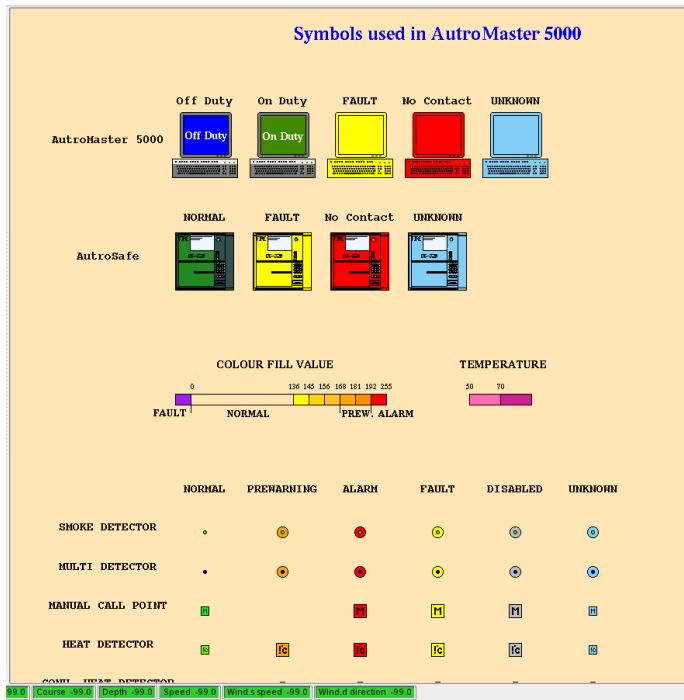 Symbols used in AutroMaster 5000
Off Duty On Duty FAULT No Contact UNKNOWN
AutroMaster 5000 Off Duty On Duty
NORMAL FAULT No Contact UNKNOWN
AutroSafe
COLOUR FILL VALUE TEMPERATURE
0 136 145 156 168 181 192 255 50 70
FAULT NORMAL PREW. ALARM
NORMAL PREWARNING ALARM FAULT DISABLED UNKNOWN
SMOKE DETECTOR
MULTI DETECTOR
MANUAL CALL POINT M M M M M
HEAT DETECTOR
CONV. HEAT DETECTOR
99.0 Course -99.0 Depth -99.0 Speed -99.0 Wind.s speed -99.0 Wind.d direction -99.0